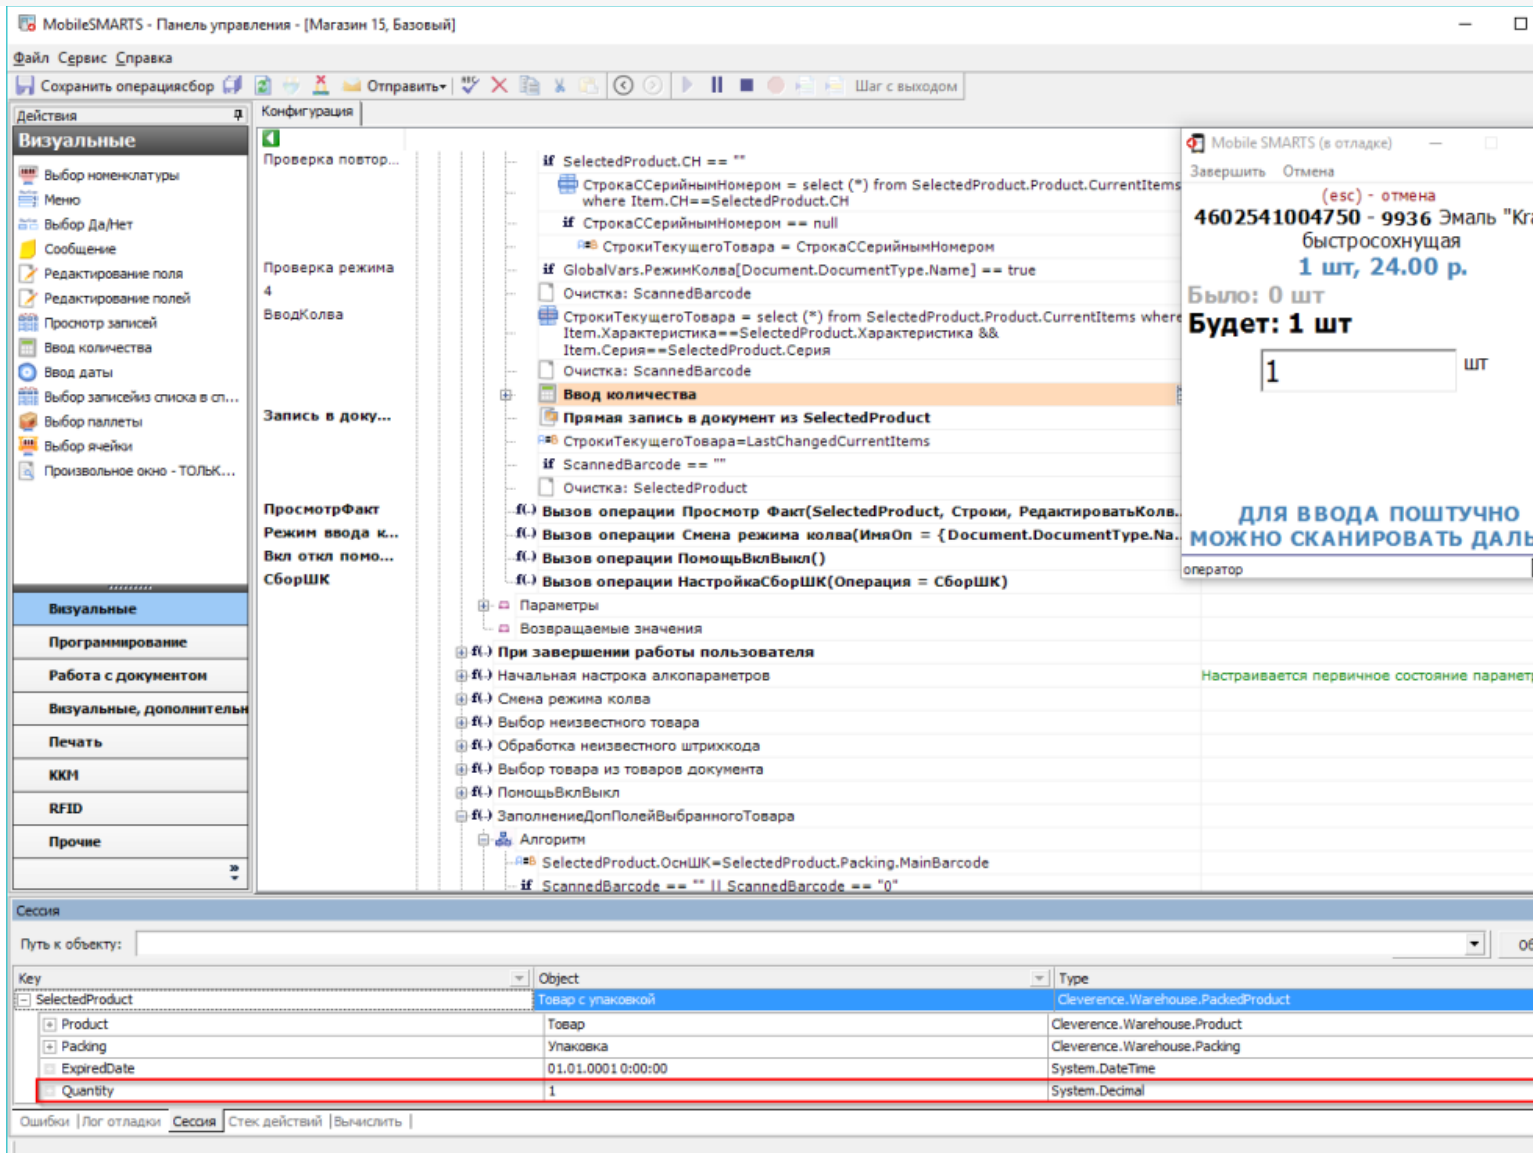 MobileSMARTS - Панель управления - [Магазин 15, Базовый]
Файл Сервис Справка
Сохранить операциясбор Отправить Шаг с выходом
Действия
Визуальные
Выбор номенклатуры
Меню
Выбор Да/Нет
Сообщение
Редактирование поля
Редактирование полей
Просмотр записей
Ввод количества
Ввод даты
Выбор записейиз списка в сп...
Выбор паллеты
Выбор ячейки
Произвольное окно - ТОЛЬК...
Визуальные
Программирование
Работа с документом
Визуальные, дополнительн
Печать
ККМ
RFID
Прочие
Конфигурация
Проверка повтор...
if SelectedProduct.CH == ""
СтрокаССерийнымНомером = select (*) from SelectedProduct.Product.CurrentItems
where Item.CH==SelectedProduct.CH
if СтрокаССерийнымНомером == null
A=B СтрокиТекущегоТовара = СтрокаССерийнымНомером
Проверка режима
if GlobalVars.РежимКолва[Document.DocumentType.Name] == true
4
Очистка: ScannedBarcode
ВводКолва
СтрокиТекущегоТовара = select (*) from SelectedProduct.Product.CurrentItems where
Item.Характеристика==SelectedProduct.Характеристика &&
Item.Серия==SelectedProduct.Серия
Очистка: ScannedBarcode
Ввод количества
Запись в доку...
Прямая запись в документ из SelectedProduct
A=B СтрокиТекущегоТовара=LastChangedCurrentItems
if ScannedBarcode == ""
Очистка: SelectedProduct
ПросмотрФакт
f(..) Вызов операции Просмотр Факт(SelectedProduct, Строки, РедактироватьКолв..
Режим ввода к...
f(..) Вызов операции Смена режима колва(ИмяОп = {Document.DocumentType.Na..
Вкл откл помо...
f(..) Вызов операции ПомощьВклВыкл()
СборШК
f(..) Вызов операции НастройкаСборШК(Операция = СборШК)
Параметры
Возвращаемые значения
f(..) При завершении работы пользователя
f(..) Начальная настрока алкопараметров
Настраивается первичное состояние парамет
f(..) Смена режима колва
f(..) Выбор неизвестного товара
f(..) Обработка неизвестного штрихкода
f(..) Выбор товара из товаров документа
f(..) ПомощьВклВыкл
f(..) ЗаполнениеДопПолейВыбранногоТовара
Алгоритм
A=B SelectedProduct.ОснШК=SelectedProduct.Packing.MainBarcode
if ScannedBarcode == "" || ScannedBarcode == "0"
Mobile SMARTS (в отладке)
Завершить Отмена
(esc) - отмена
4602541004750 - 9936 Эмаль "Kra
быстросохнущая
1 шт, 24.00 р.
Было: 0 шт
Будет: 1 шт
1 шт
ДЛЯ ВВОДА ПОШТУЧНО
МОЖНО СКАНИРОВАТЬ ДАЛЬ
оператор
Сессия
Путь к объекту: Об
Key Object Type
SelectedProduct Товар с упаковкой Cleverence.Warehouse.PackedProduct
Product Товар Cleverence.Warehouse.Product
Packing Упаковка Cleverence.Warehouse.Packing
ExpiredDate 01.01.0001 0:00:00 System.DateTime
Quantity 1 System.Decimal
Ошибки Лог отладки Сессия Стек действий Вычислить